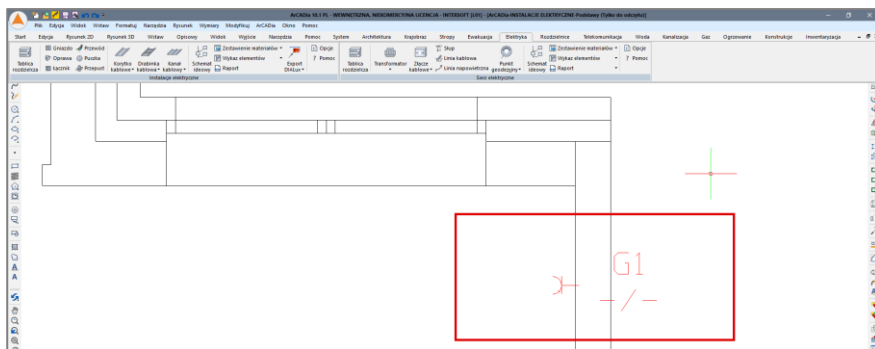 ArCADia 10.1 PL - WEWNĘTRZNA, NIEKOMERCYJNA LICENCJA - INTERSOFT [L01] - [ArCADia-INSTALACJE ELEKTRYCZNE-Podstawy (Tylko do odczytu)]
Plik Edycja Widok Wstaw Formatuj Narzędzia Rysunek Wymiary Modyfikuj ArCADia Okno Pomoc
Start Edycja Rysunek 2D Rysunek 3D Wstaw Opisowy Widok Wyjście Narzędzia Pomoc System Architektura Krajobraz Stropy Ewakuacja Elektryka Rozdzielnie Telekomunikacja Woda Kanalizacja Gaz Ogrzewanie Konstrukcje Inwentaryzacja
Gniazdo Przewód Zestawienie materiałów Opcje Słup Zestawienie materiałów Opcje
Oprawa Puszka Wykaz elementów ? Pomoc Linia kablowa Wykaz elementów ? Pomoc
Tablica rozdzielcza Łącznik Przepust Korytko kablowe Drabinka kablowa Kanał kablowy Schemat ideowy Raport Export DIALux Tablica rozdzielcza Transformator Złącze kablowe Linia napowietrzna Punkt geodezyjny Schemat ideowy Raport
Instalacje elektryczne Sieci elektryczne
G1
-/-